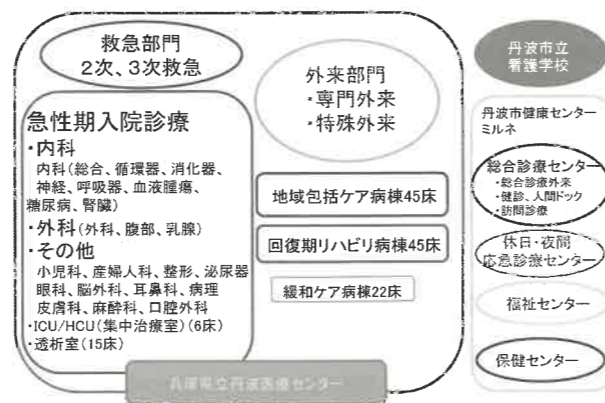 救急部門
2次、3次救急
外来部門
・専門外来
・特殊外来
急性期入院診療
・内科
内科(総合、循環器、消化器、
神経、呼吸器、血液腫瘍、
糖尿病、腎臓)
・外科(外科、腹部、乳腺)
・その他
小児科、産婦人科、整形、泌尿器
眼科、脳外科、耳鼻科、病理
皮膚科、麻酔科、口腔外科
・ICU/HCU(集中治療室)(6床)
・透析室(15床)
地域包括ケア病棟45床
回復期リハビリ病棟45床
緩和ケア病棟22床
兵庫県立丹波医療センター
丹波市立
看護学校
丹波市健康センター
ミルネ
総合診療センター
・総合診療外来
・健診、人間ドック
・訪問診療
休日・夜間
応急診療センター
福祉センター
保健センター